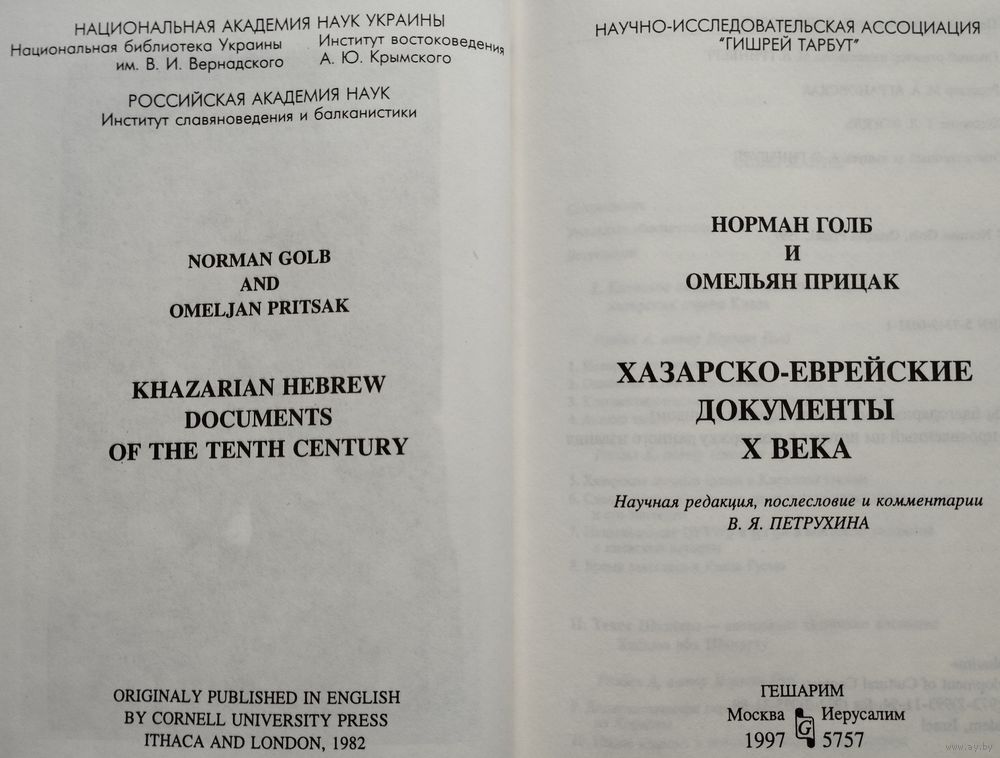 НАЦИОНАЛЬНАЯ АКАДЕМИЯ НАУК УКРАИНЫ
Национальная библиотека Украины
им. В. И. Вернадского
Институт востоковедения
А. Ю. Крымского
РОССИЙСКАЯ АКАДЕМИЯ НАУК
Институт славяноведения и балканистики
NORMAN GOLB
AND
OMELJAN PRITSAK
KHAZARIAN HEBREW
DOCUMENTS
OF THE TENTH CENTURY
ORIGINALY PUBLISHED IN ENGLISH
BY CORNELL UNIVERSITY PRESS
ITHACA AND LONDON, 1982
НАУЧНО-ИССЛЕДОВАТЕЛЬСКАЯ АССОЦИАЦИЯ
"ГИШРЕЙ ТАРБУТ"
НОРМАН ГОЛБ
И
ОМЕЛЬЯН ПРИЦАК
ХАЗАРСКО-ЕВРЕЙСКИЕ
ДОКУМЕНТЫ
X ВЕКА
Научная редакция, послесловие и комментарии
В. Я. ПЕТРУХИНА
ГЕШАРИМ
Москва G Иерусалим
1997 5757
www.ay.by